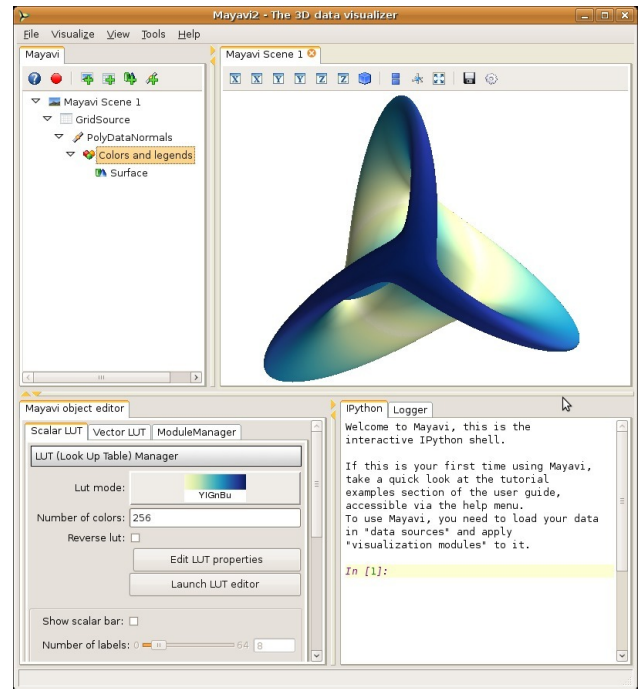 Mayavi2 - The 3D data visualizer
File Visualize View Tools Help
Mayavi
Mayavi Scene 1
X X Y Y Z Z
Mayavi Scene 1
GridSource
PolyDataNormals
Colors and legends
Surface
Mayavi object editor
Scalar LUT Vector LUT ModuleManager
LUT (Look Up Table) Manager
Lut mode:
YlGnBu
Number of colors: 256
Reverse lut:
Edit LUT properties
Launch LUT editor
Show scalar bar:
Number of labels: 0 64 8
IPython Logger
Welcome to Mayavi, this is the
interactive IPython shell.
If this is your first time using Mayavi,
take a quick look at the tutorial
examples section of the user guide,
accessible via the help menu.
To use Mayavi, you need to load your data
in "data sources" and apply
"visualization modules" to it.
In [1]: